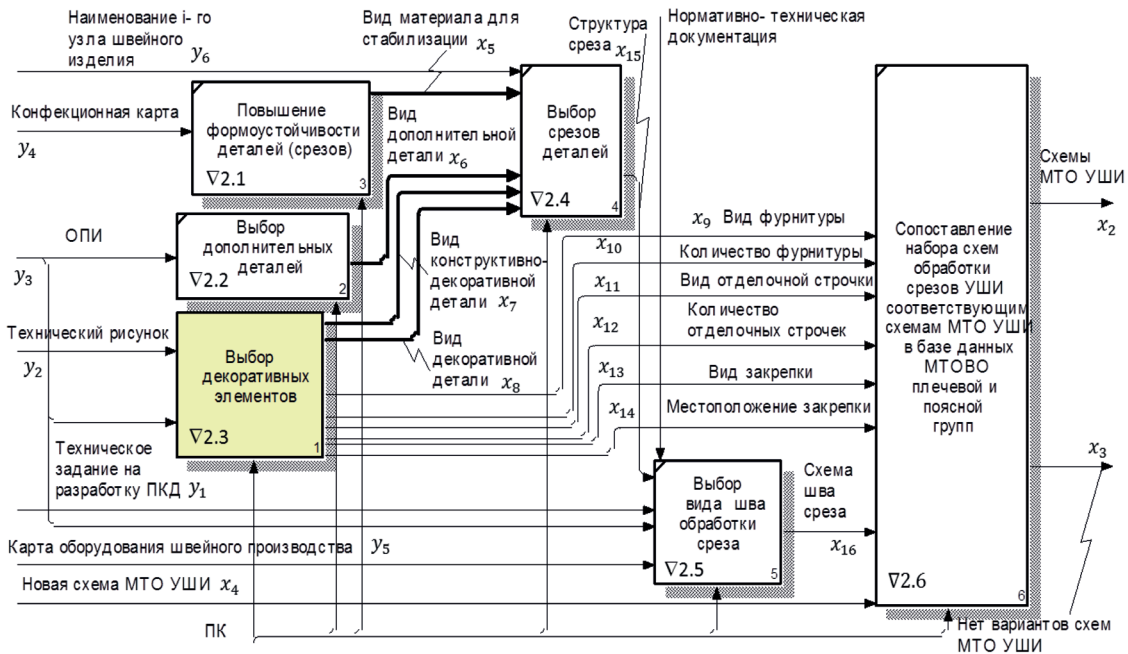 Наименование i- го
узла швейного
изделия y₆
Вид материала для
стабилизации x₅
Структура
среза x₁₅
Нормативно- техническая
документация
Конфекционная карта
y₄
Повышение
формоустойчивости
деталей (срезов)
∇2.1
3
Вид
дополнительной
детали x₆
Выбор
срезов
деталей
∇2.4
4
Схемы
МТО УШИ
x₂
ОПИ
y₃
Выбор
дополнительных
деталей
∇2.2
2
Вид
конструктивно-
декоративной
детали x₇
x₉ Вид фурнитуры
x₁₀ Количество фурнитуры
x₁₁ Вид отделочной строчки
x₁₂ Количество
отделочных строчек
x₁₃ Вид закрепки
x₁₄ Местоположение закрепки
Сопоставление
набора схем
обработки
срезов УШИ
соответствующим
схемам МТО УШИ
в базе данных
МТОВО
плечевой и
поясной
групп
∇2.6
6
Технический рисунок
y₂
Выбор
декоративных
элементов
∇2.3
1
Вид
декоративной
детали x₈
x₃
Техническое
задание на
разработку ПКД y₁
Выбор
вида шва
обработки
среза
∇2.5
5
Схема
шва
среза
x₁₆
Карта оборудования швейного производства y₅
Новая схема МТО УШИ x₄
ПК
Нет вариантов схем
МТО УШИ